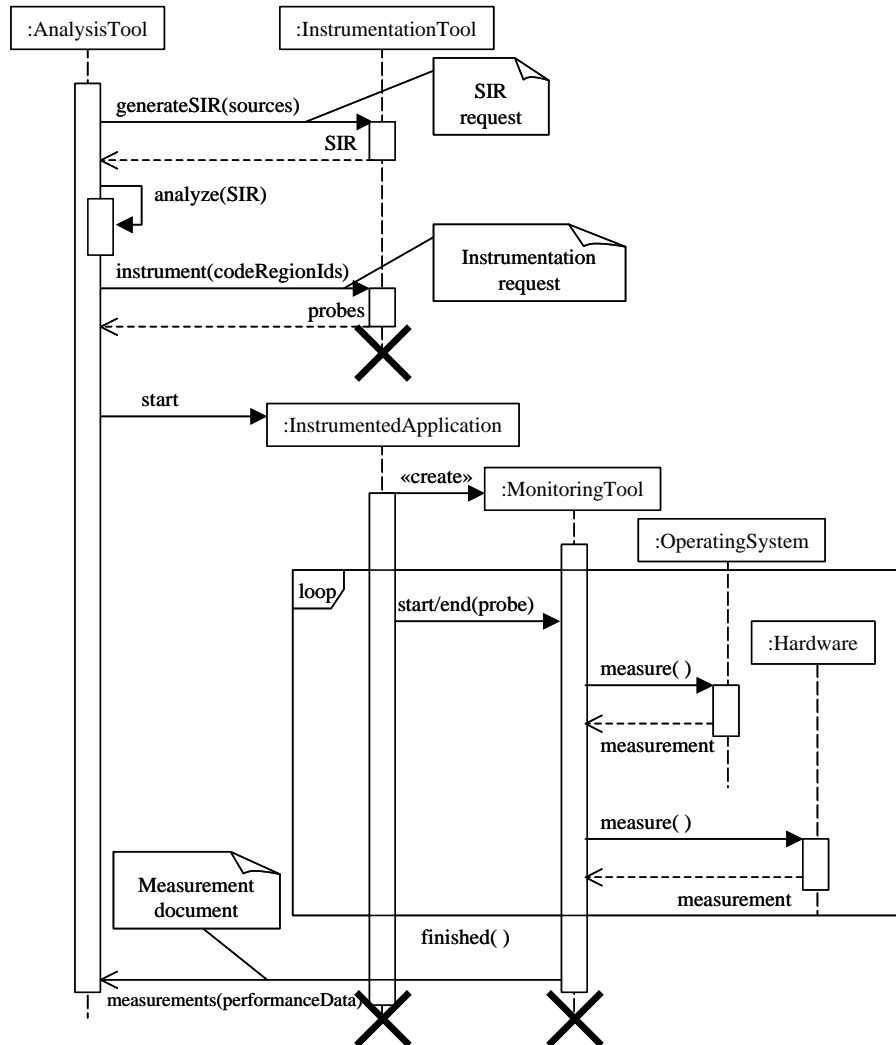 :AnalysisTool
:InstrumentationTool
generateSIR(sources)
SIR
request
SIR
analyze(SIR)
instrument(codeRegionIds)
Instrumentation
request
probes
start
:InstrumentedApplication
«create»
:MonitoringTool
:OperatingSystem
loop
start/end(probe)
:Hardware
measure( )
measurement
measure( )
measurement
Measurement
document
finished( )
measurements(performanceData)